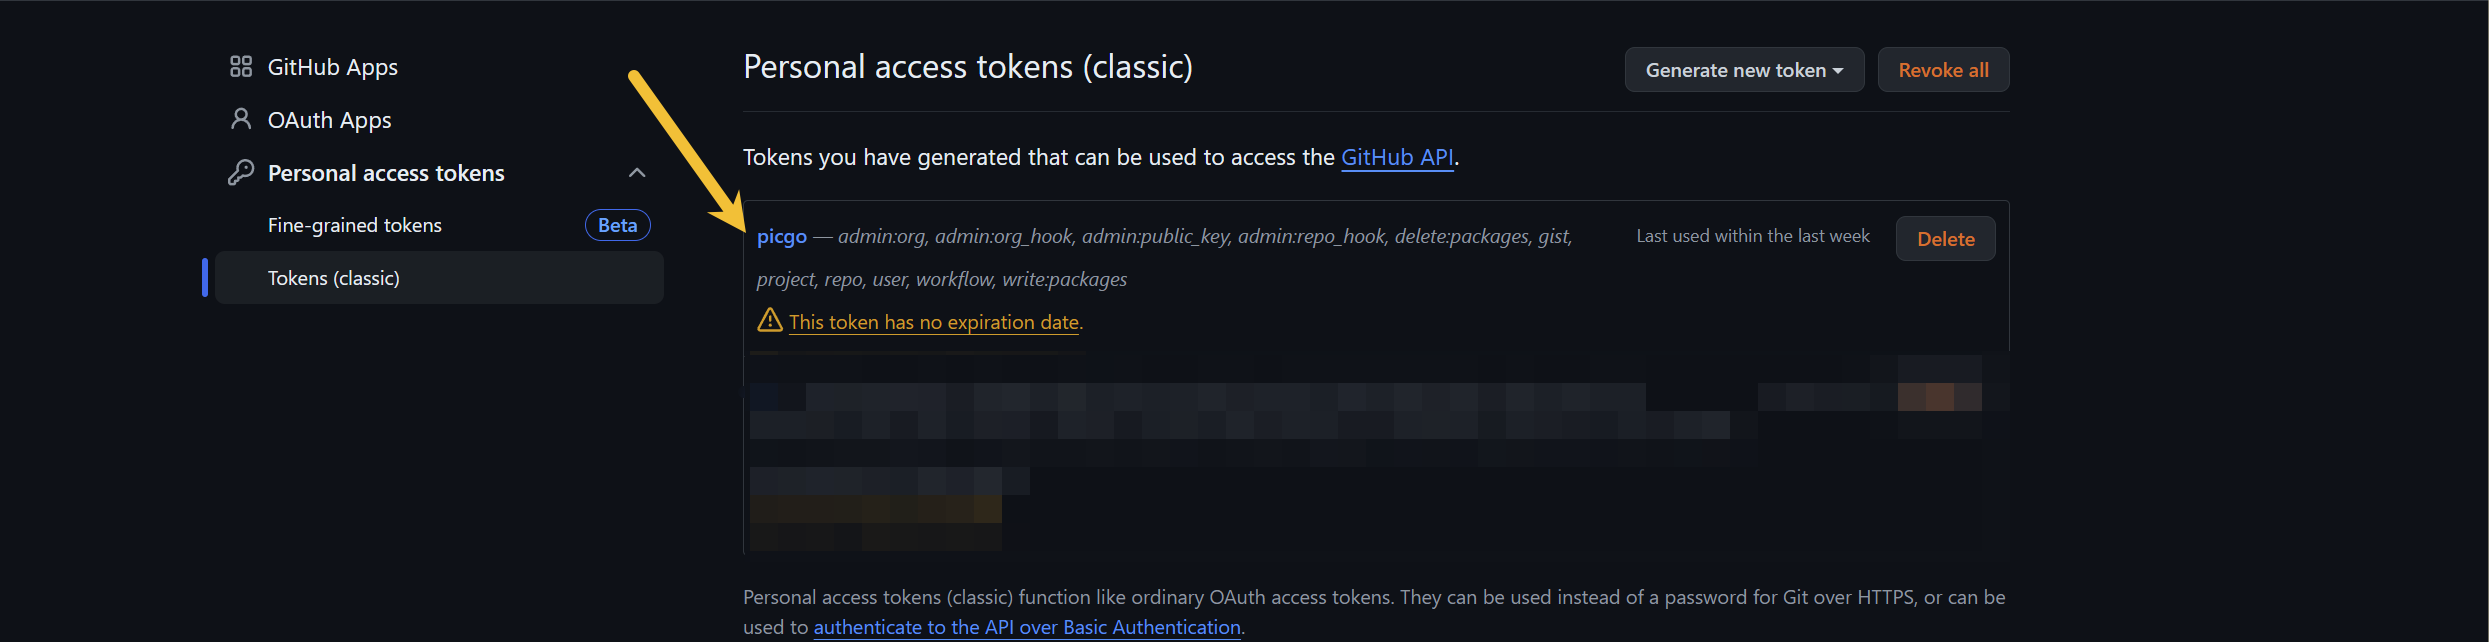 GitHub Apps
OAuth Apps
Personal access tokens
Fine-grained tokens Beta
Tokens (classic)
Personal access tokens (classic)
Generate new token
Revoke all
Tokens you have generated that can be used to access the GitHub API.
picgo — admin:org, admin:org_hook, admin:public_key, admin:repo_hook, delete:packages, gist,
project, repo, user, workflow, write:packages
Last used within the last week
Delete
This token has no expiration date.
Personal access tokens (classic) function like ordinary OAuth access tokens. They can be used instead of a password for Git over HTTPS, or can be
used to authenticate to the API over Basic Authentication.